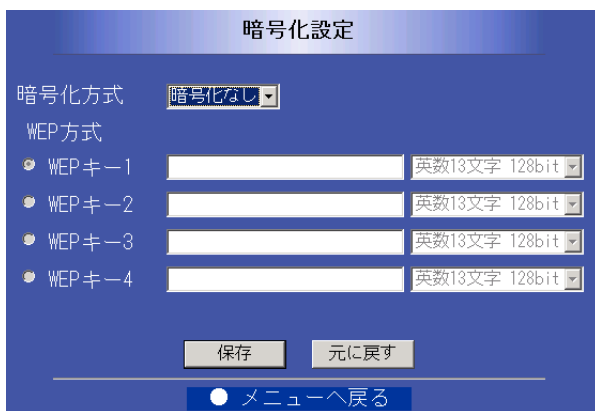 暗号化設定
暗号化方式 暗号化なし
WEP方式
WEPキー1 英数13文字 128bit
WEPキー2 英数13文字 128bit
WEPキー3 英数13文字 128bit
WEPキー4 英数13文字 128bit
保存 元に戻す
● メニューへ戻る